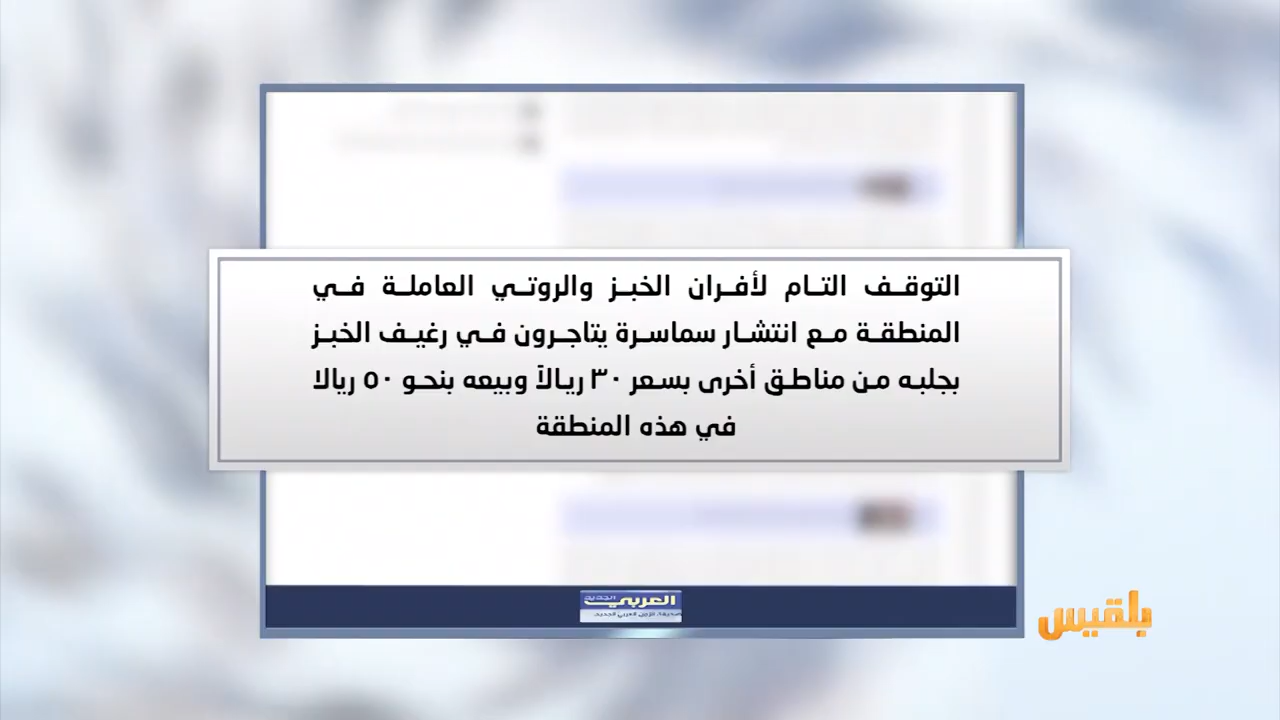 التوقف التام لأفران الخبز والروتي العاملة في
المنطقة مع انتشار سماسرة يتاجرون في رغيف الخبز
بجلبه من مناطق أخرى بسعر ٣٠ ريالاً وبيعه بنحو ٥٠ ريالا
في هذه المنطقة
العربي الجديد
بلقيس